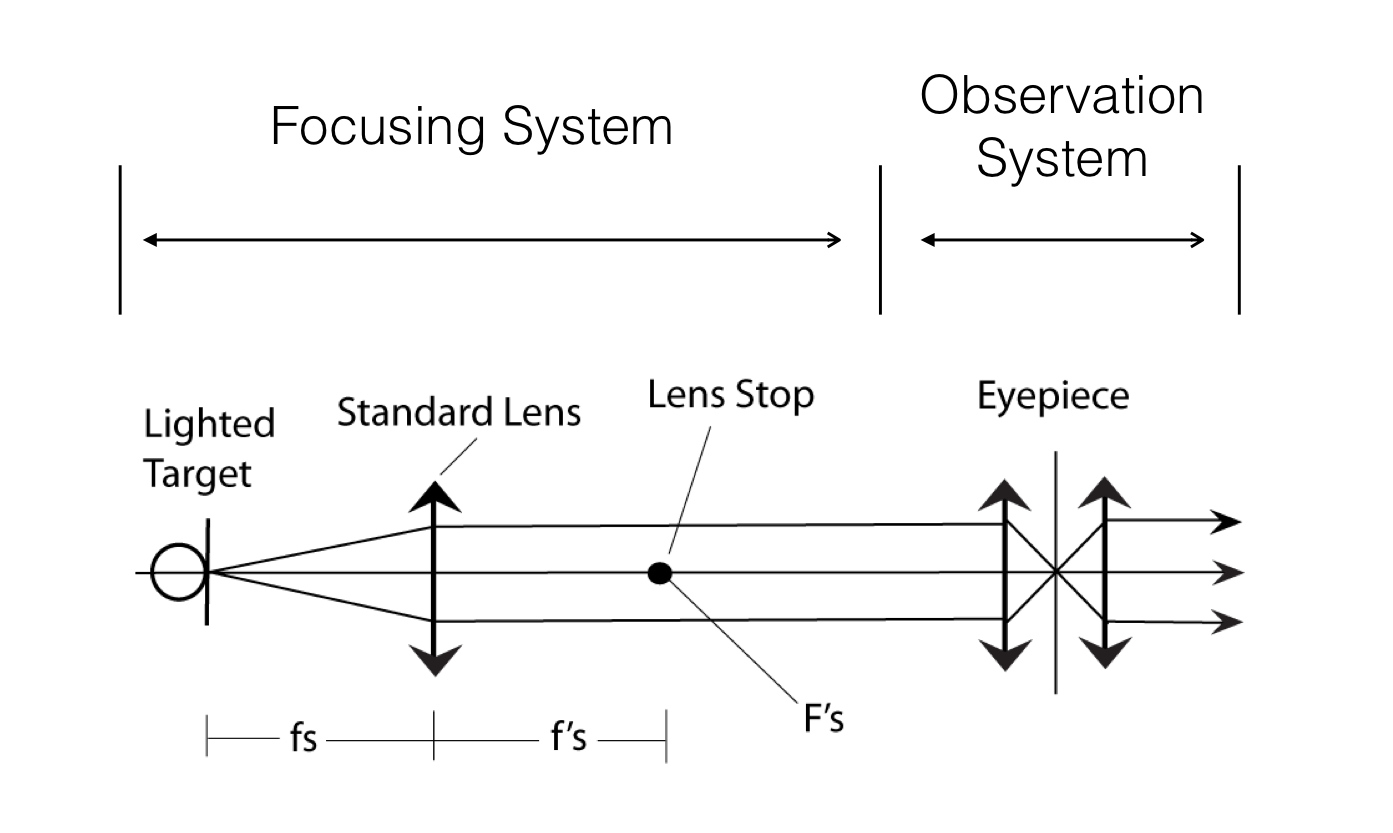 Focusing System
Observation
System
Lighted
Target
Standard Lens
Lens Stop
Eyepiece
F's
fs
f's